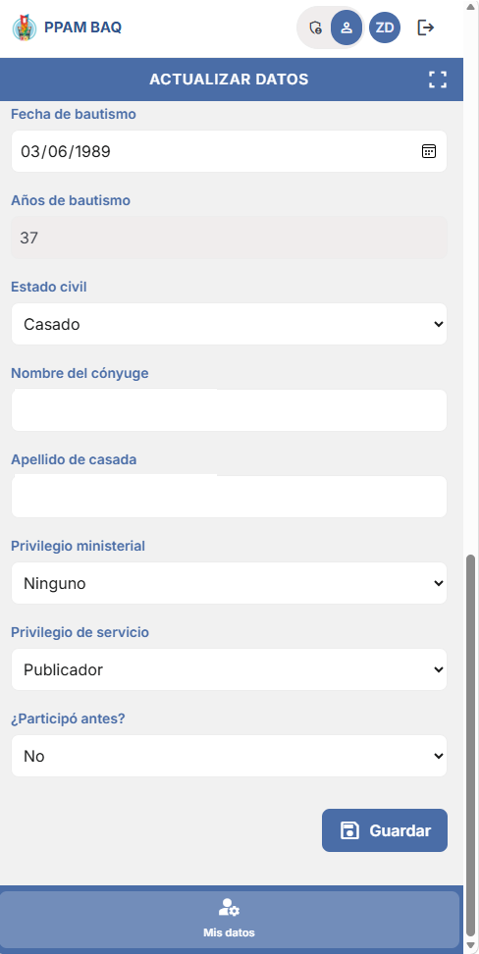 PPAM BAQ
ZD
ACTUALIZAR DATOS
Fecha de bautismo
03/06/1989
Años de bautismo
37
Estado civil
Casado
Nombre del cónyuge
Apellido de casada
Privilegio ministerial
Ninguno
Privilegio de servicio
Publicador
¿Participó antes?
No
Guardar
Mis datos